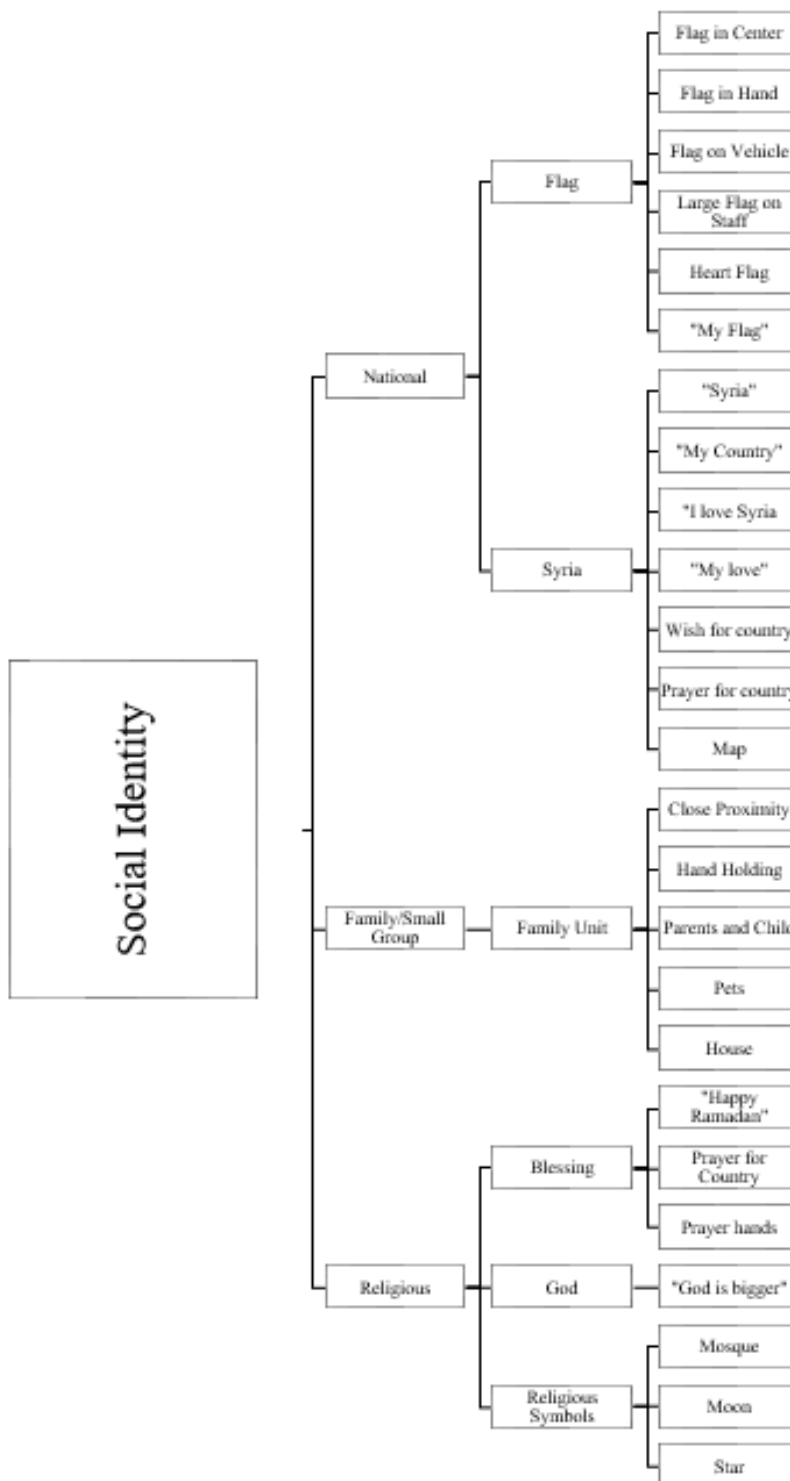 Social Identity
National
Flag
Flag in Center
Flag in Hand
Flag on Vehicle
Large Flag on
Staff
Heart Flag
"My Flag"
Syria
"Syria"
"My Country"
"I love Syria
"My love"
Wish for country
Prayer for country
Map
Family/Small
Group
Family Unit
Close Proximity
Hand Holding
Parents and Child
Pets
House
Religious
Blessing
"Happy
Ramadan"
Prayer for
Country
Prayer hands
God
"God is bigger"
Religious
Symbols
Mosque
Moon
Star